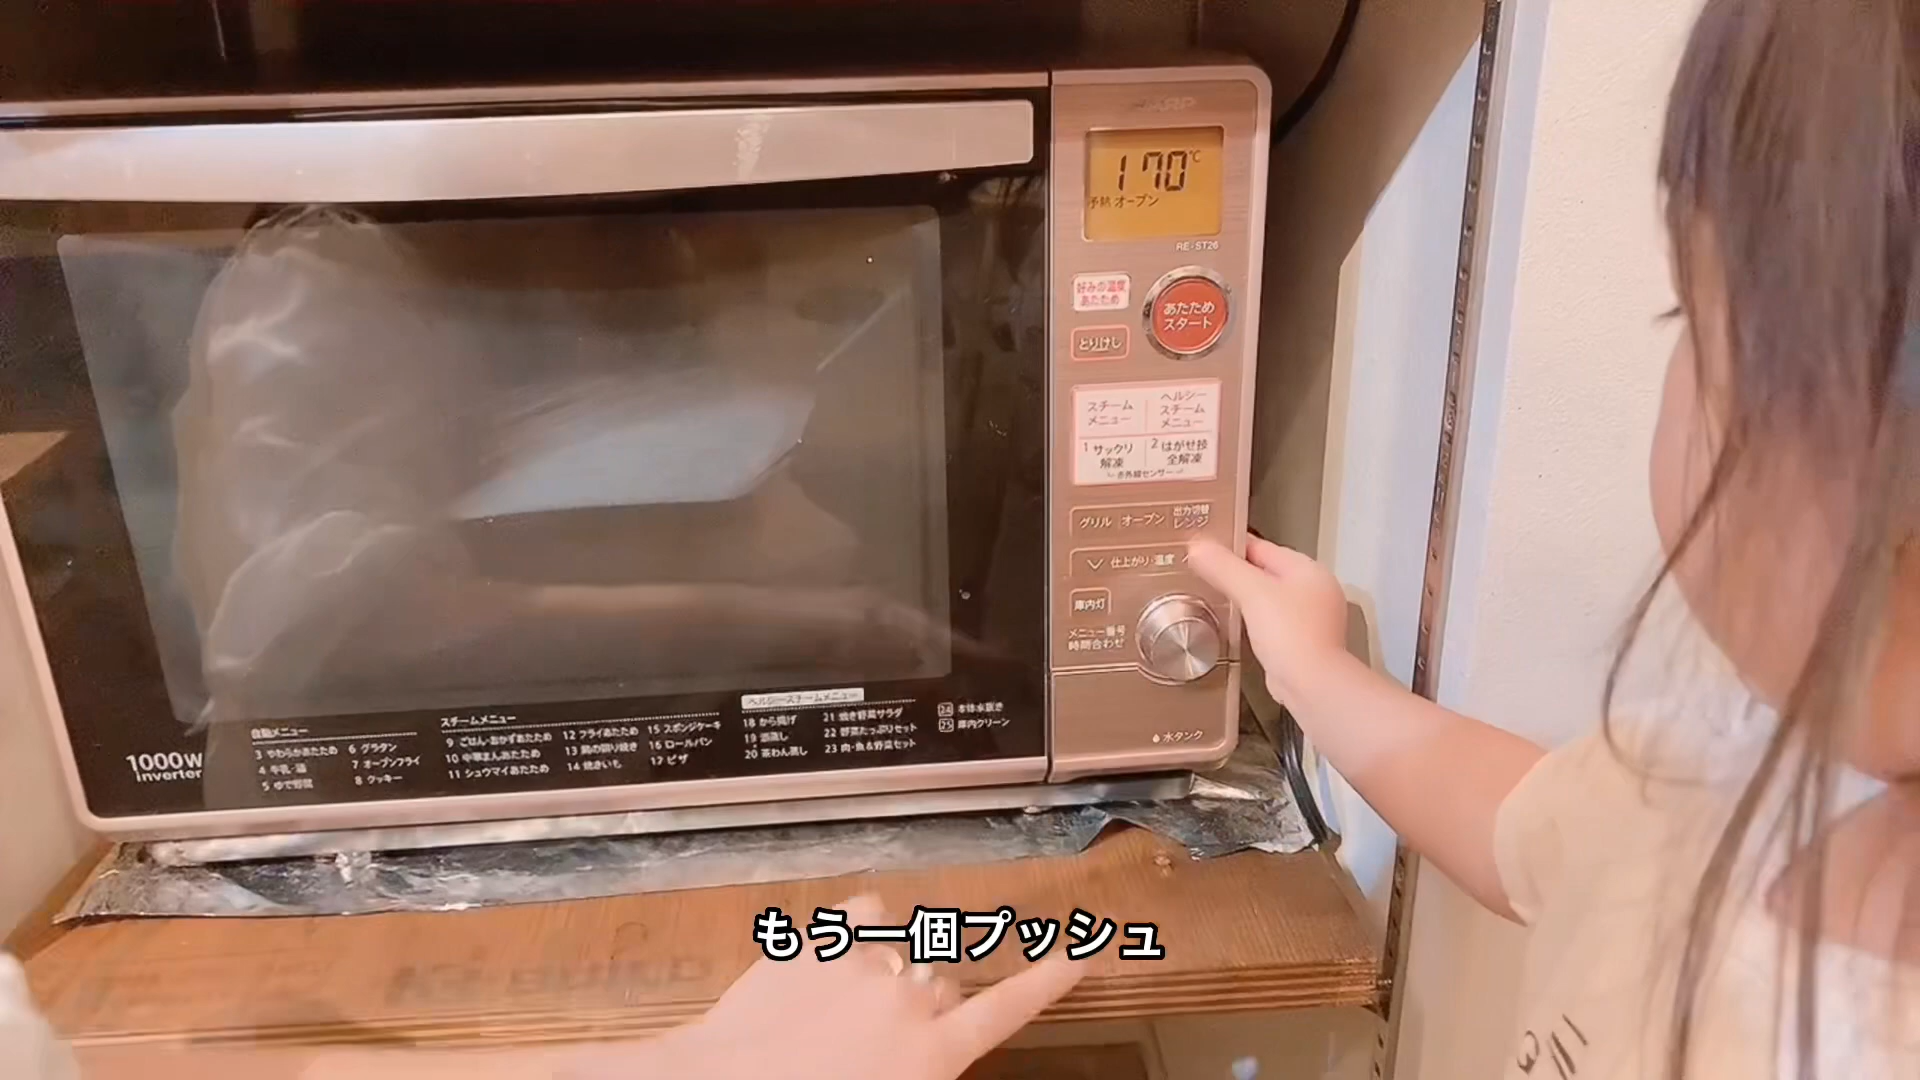 SHARP
170℃
予熱 オーブン
RE-ST26
好みの温度
あたため
あたため
スタート
とりけし
スチーム
メニュー
ヘルシー
スチーム
メニュー
1 サックリ
解凍
2 はがせ技
全解凍
赤外線センサー
グリル オーブン 出力切替
レンジ
仕上がり・温度
庫内灯
メニュー番号
時間合わせ
水タンク
1000W
Inverter
自動メニュー
3 やわらかあたため
4 牛乳・酒
5 ゆで野菜
6 グラタン
7 オーブンフライ
8 クッキー
スチームメニュー
9 ごはん・おかずあたため
10 中華まんあたため
11 シュウマイあたため
12 フライあたため
13 鶏の照り焼き
14 焼きいも
15 スポンジケーキ
16 ロールパン
17 ピザ
ヘルシースチームメニュー
18 から揚げ
19 酒蒸し
20 茶わん蒸し
21 焼き野菜サラダ
22 野菜たっぷりセット
23 肉・魚&野菜セット
24 本体水抜き
25 庫内クリーン
もう一個プッシュ